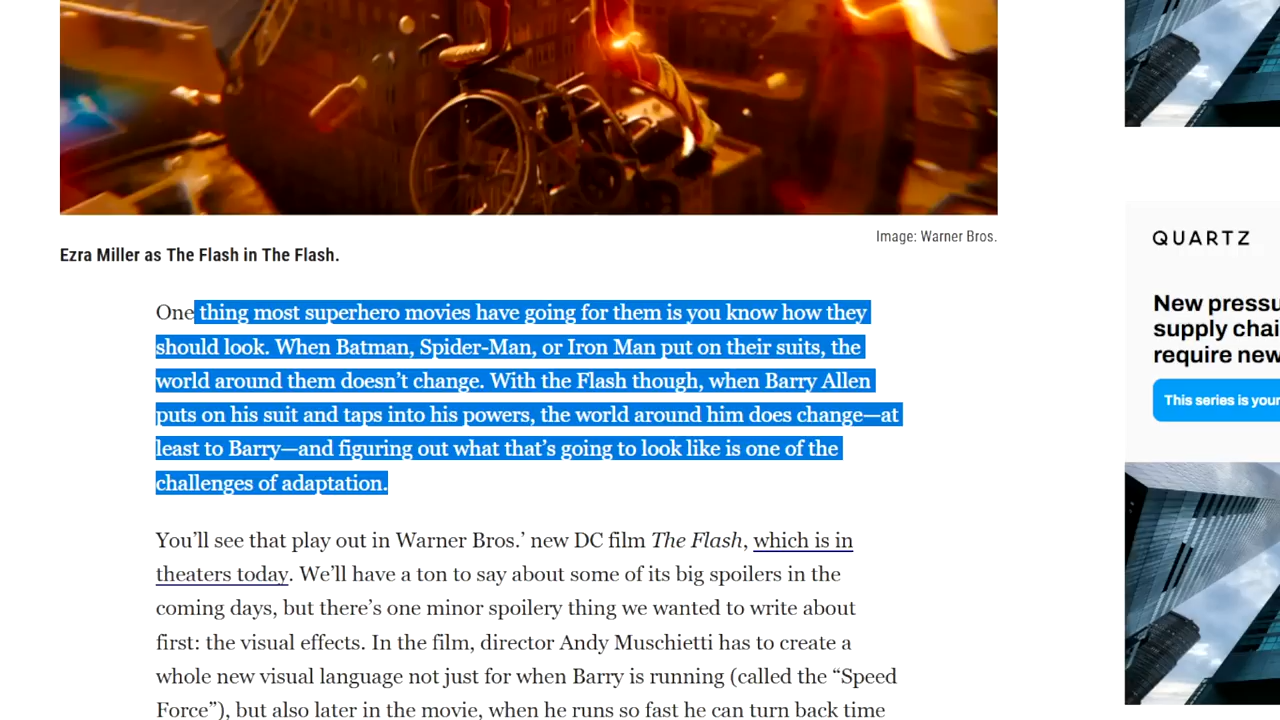 Image: Warner Bros.
Ezra Miller as The Flash in The Flash.
One thing most superhero movies have going for them is you know how they
should look. When Batman, Spider-Man, or Iron Man put on their suits, the
world around them doesn’t change. With the Flash though, when Barry Allen
puts on his suit and taps into his powers, the world around him does change—at
least to Barry—and figuring out what that’s going to look like is one of the
challenges of adaptation.
You’ll see that play out in Warner Bros.’ new DC film The Flash, which is in
theaters today. We’ll have a ton to say about some of its big spoilers in the
coming days, but there’s one minor spoilery thing we wanted to write about
first: the visual effects. In the film, director Andy Muschietti has to create a
whole new visual language not just for when Barry is running (called the “Speed
Force”), but also later in the movie, when he runs so fast he can turn back time
QUARTZ
New pressu
supply chai
require new
This series is your